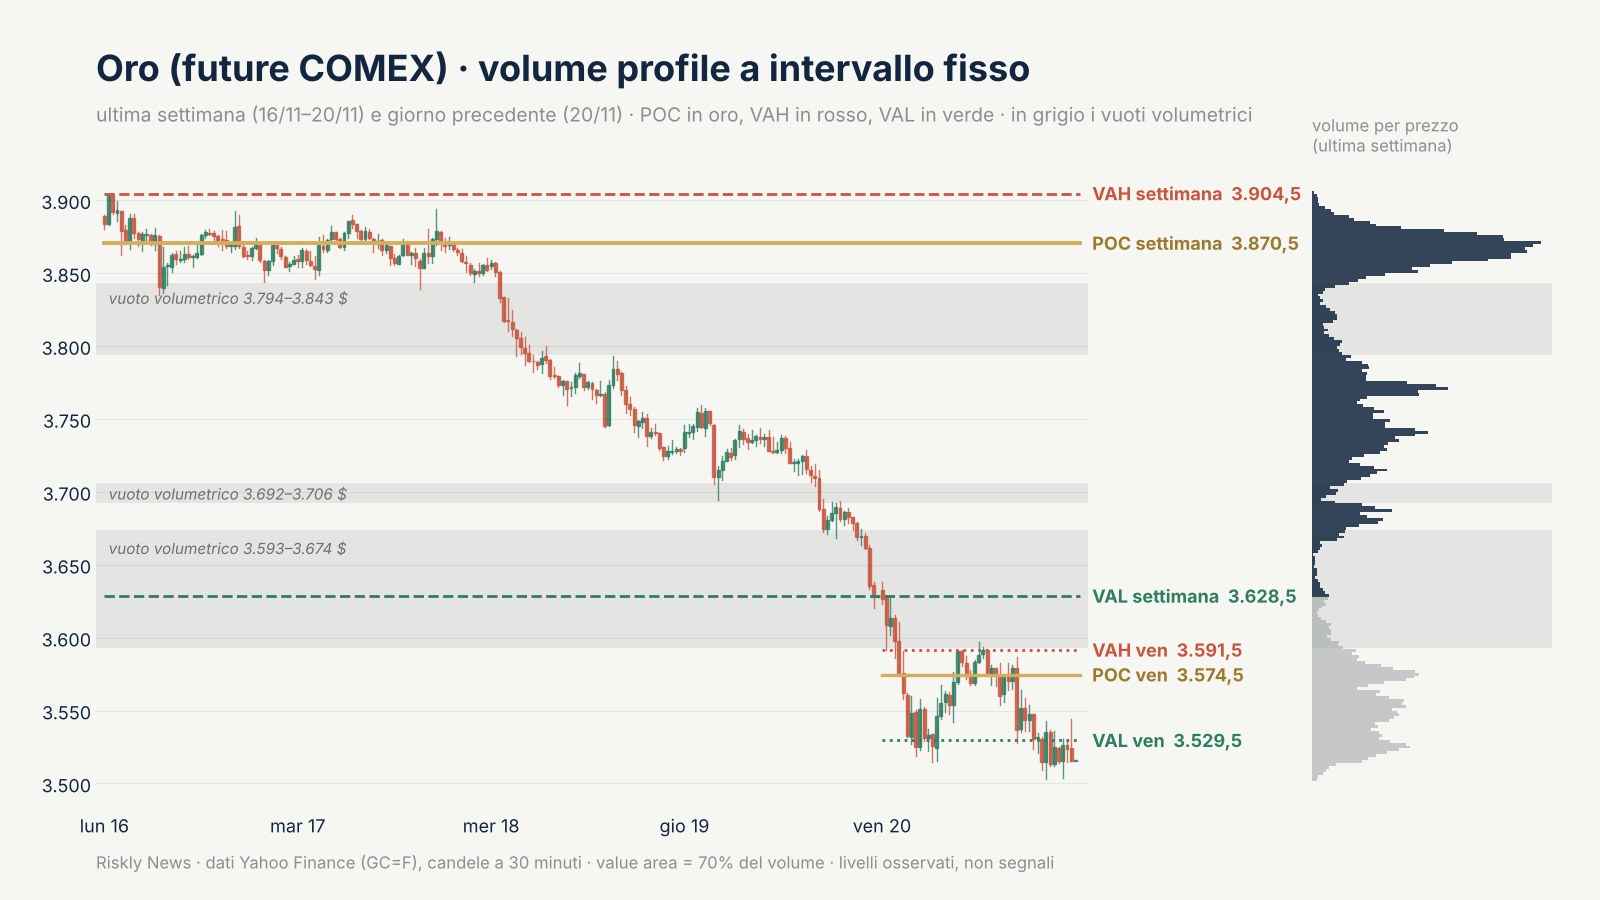 Oro (future COMEX) · volume profile a intervallo fisso
ultima settimana (16/11–20/11) e giorno precedente (20/11) · POC in oro, VAH in rosso, VAL in verde · in grigio i vuoti volumetrici
volume per prezzo
(ultima settimana)
VAH settimana 3.904,5
3.900
POC settimana 3.870,5
3.850
vuoto volumetrico 3.794–3.843 $
3.800
3.750
3.700
vuoto volumetrico 3.692–3.706 $
vuoto volumetrico 3.593–3.674 $
3.650
VAL settimana 3.628,5
3.600
VAH ven 3.591,5
POC ven 3.574,5
3.550
VAL ven 3.529,5
3.500
lun 16
mar 17
mer 18
gio 19
ven 20
Riskly News · dati Yahoo Finance (GC=F), candele a 30 minuti · value area = 70% del volume · livelli osservati, non segnali